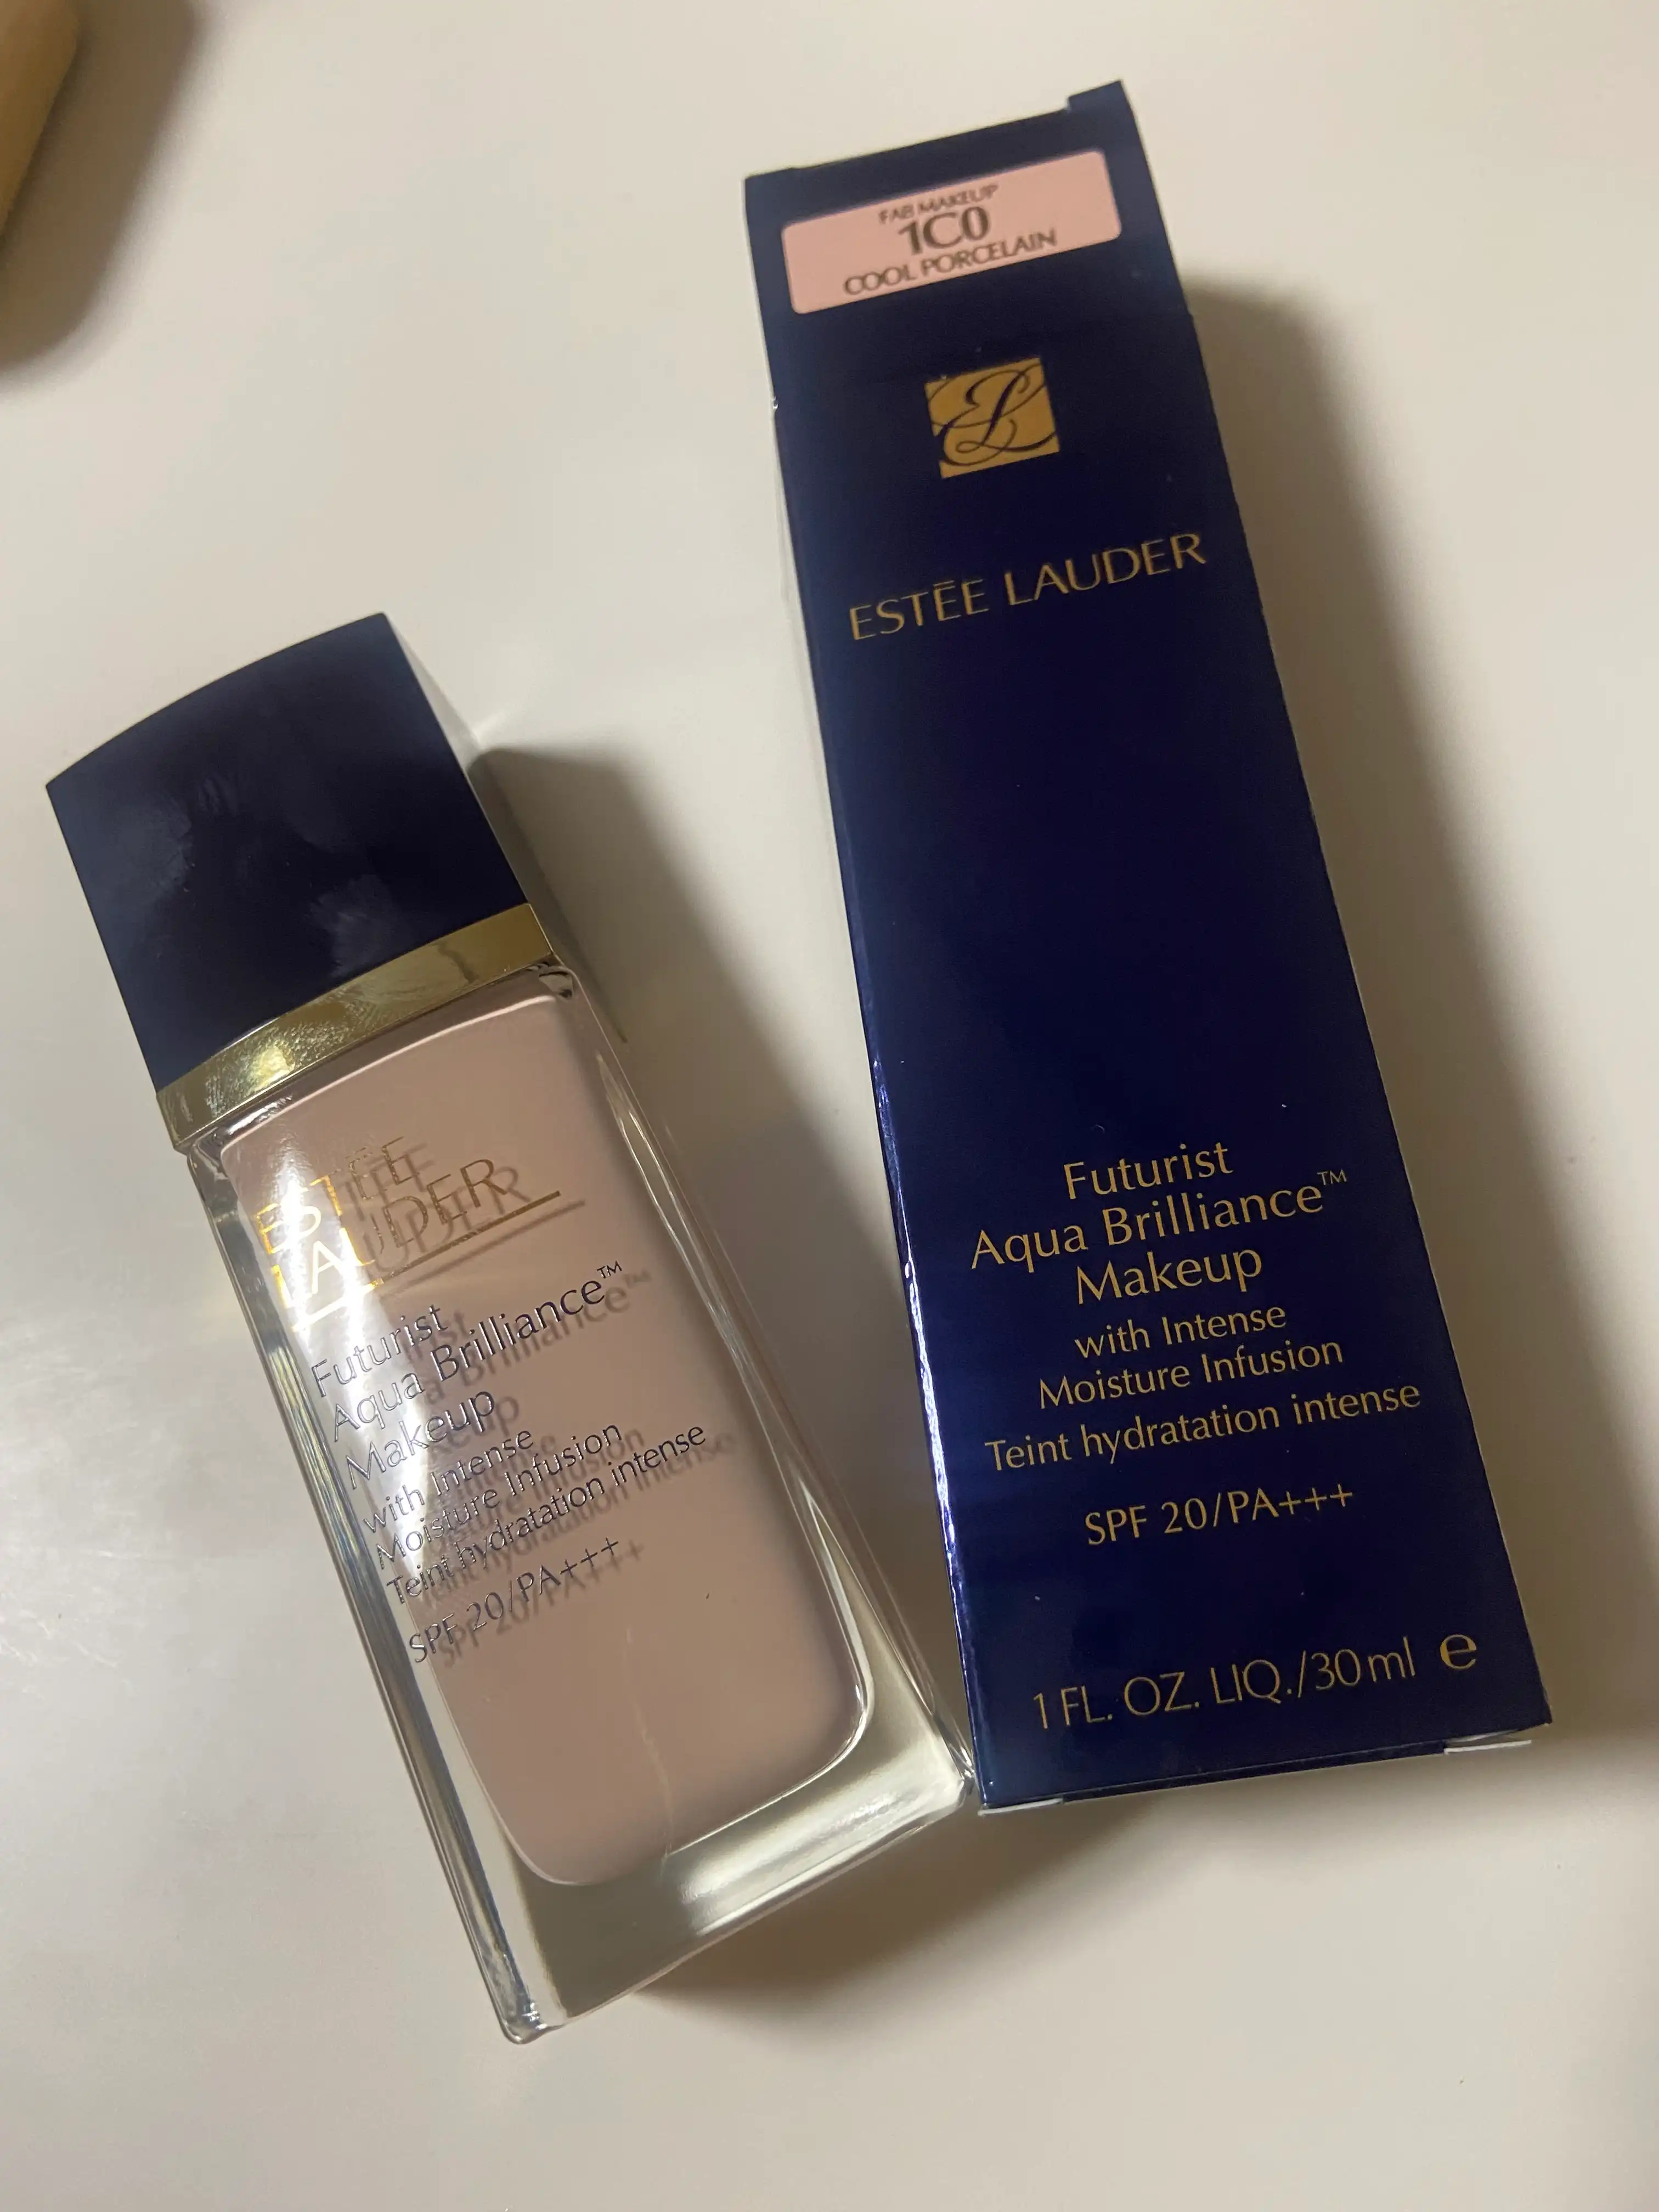 FAB MAKEUP
1C0
COOL PORCELAIN
ESTĒE LAUDER
Futurist
Aqua Brilliance™
Makeup
with Intense
Moisture Infusion
Teint hydratation intense
SPF 20/PA+++
1 FL. OZ. LIQ./30ml e
ESTĒE
LAUDER
Futurist
Aqua Brilliance™
Makeup
with Intense
Moisture Infusion
Teint hydratation intense
SPF 20/PA+++